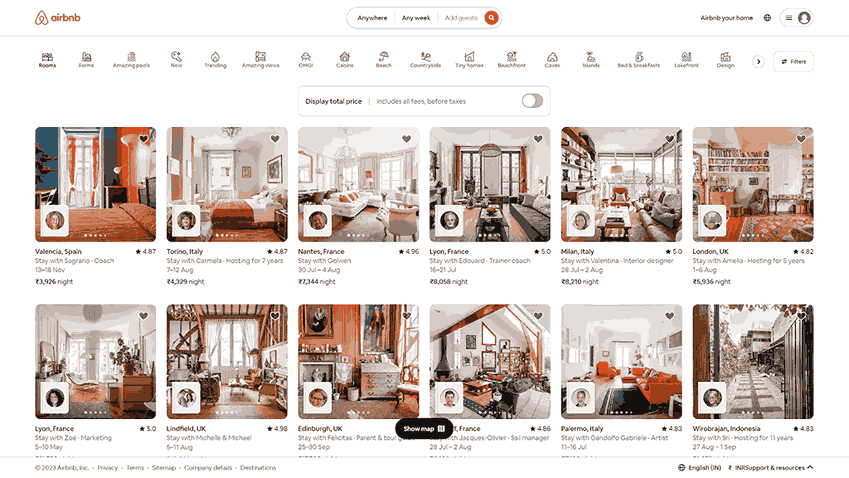 airbnb
Anywhere Any week Add guests
Airbnb your home
Rooms Farms Amazing pools New Trending Amazing views OMG! Cabins Beach Countryside Tiny homes Beachfront Caves Islands Bed & breakfasts Lakefront Design
Filters
Display total price Includes all fees, before taxes
Valencia, Spain ★ 4.87
Stay with Sagrario · Coach
13–18 Nov
₹3,926 night
Torino, Italy ★ 4.87
Stay with Carmela · Hosting for 7 years
7–12 Aug
₹4,329 night
Nantes, France ★ 4.96
Stay with Golwen
30 Jul – 4 Aug
₹7,344 night
Lyon, France ★ 5.0
Stay with Edouard · Trainer coach
16–21 Jul
₹8,058 night
Milan, Italy ★ 5.0
Stay with Valentina · Interior designer
28 Jul – 2 Aug
₹8,210 night
London, UK ★ 4.82
Stay with Amelia · Hosting for 5 years
1–6 Aug
₹5,936 night
Lyon, France ★ 5.0
Stay with Zoé · Marketing
5–10 May
Lindfield, UK ★ 4.98
Stay with Michelle & Michael
5–11 Aug
Edinburgh, UK
Stay with Felicitas · Parent & tour
25–30 Sep
France ★ 4.86
Stay with Jacques-Olivier · Ssii manager
2 Aug
Palermo, Italy ★ 4.83
Stay with Gandolfo Gabriele · Artist
11–16 Jul
Wirobrajan, Indonesia ★ 4.83
Stay with Sri · Hosting for 11 years
27 Aug – 1 Sep
Show map
© 2023 Airbnb, Inc. · Privacy · Terms · Sitemap · Company details · Destinations
English (IN) ₹ INR Support & resources